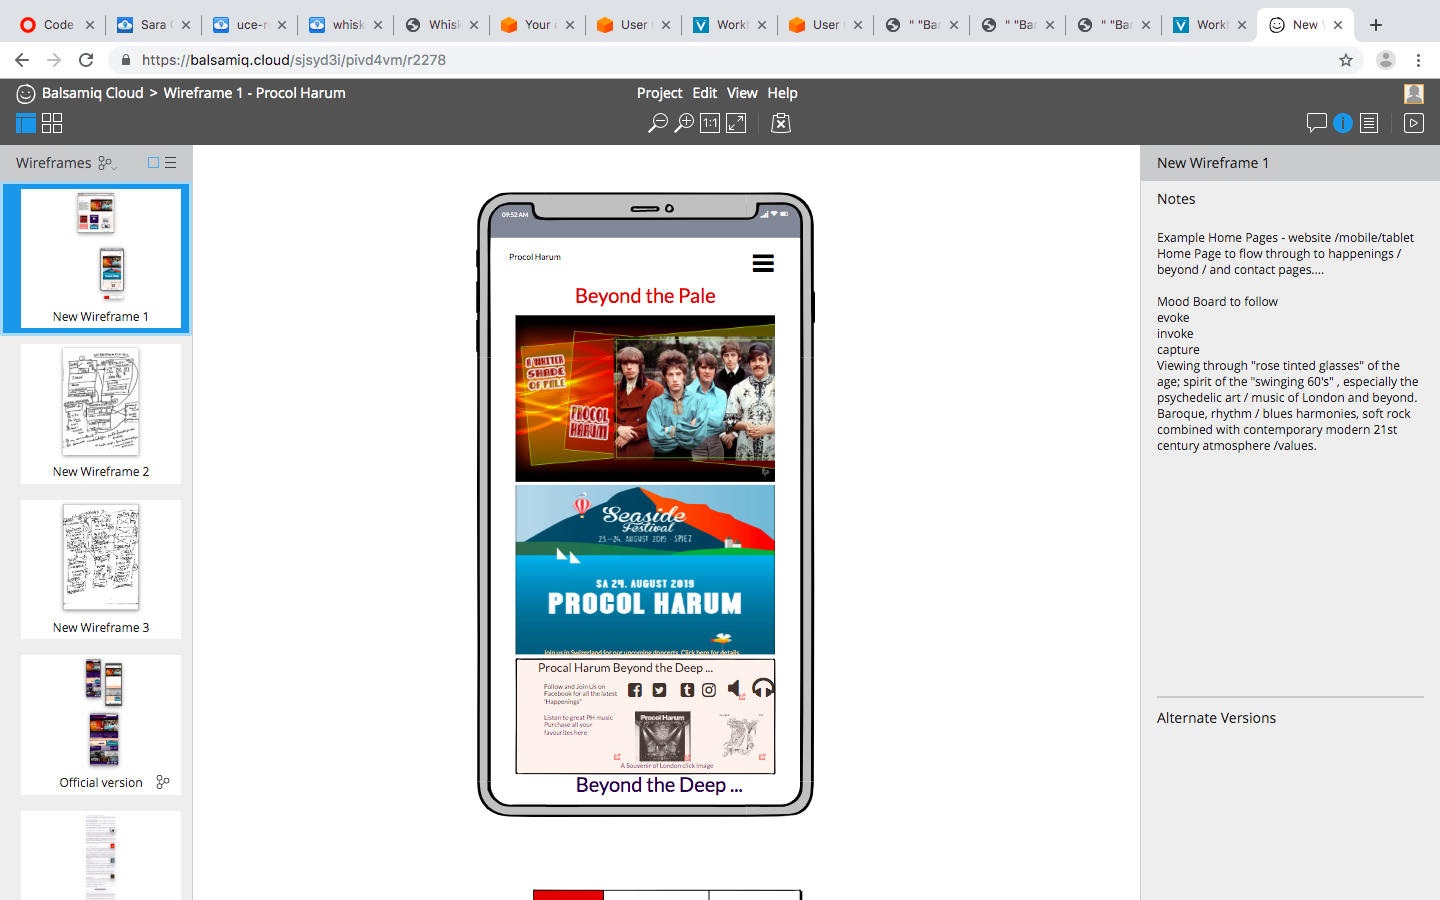 Code
Sara
uce-r
whisk
Whisk
Your e
User
Workb
User
" "Bar
" "Bar
" "Bar
Workb
New
https://balsamiq.cloud/sjsyd3i/pivd4vm/r2278
Balsamiq Cloud > Wireframe 1 - Procol Harum
Project Edit View Help
1:1
Wireframes
New Wireframe 1
New Wireframe 2
New Wireframe 3
Official version
09:52 AM
Procol Harum
Beyond the Pale
A WHITER
SHADE
OF PALE
PROCOL
HARUM
Seaside
Festival
23.-24. AUGUST 2019 · SPIEZ
SA 24. AUGUST 2019
PROCOL HARUM
Join us in Switzerland for our upcoming doncerts. Click here for details
Procal Harum Beyond the Deep ...
Follow and Join Us on
Facebook for all the latest
'Happenings"
Listen to great PH music
Purchase all your
favourites here
Procol Harum
A Souvenir of London click image
Beyond the Deep ...
New Wireframe 1
Notes
Example Home Pages - website /mobile/tablet
Home Page to flow through to happenings /
beyond / and contact pages....
Mood Board to follow
evoke
invoke
capture
Viewing through "rose tinted glasses" of the
age; spirit of the "swinging 60's" , especially the
psychedelic art / music of London and beyond.
Baroque, rhythm / blues harmonies, soft rock
combined with contemporary modern 21st
century atmosphere /values.
Alternate Versions